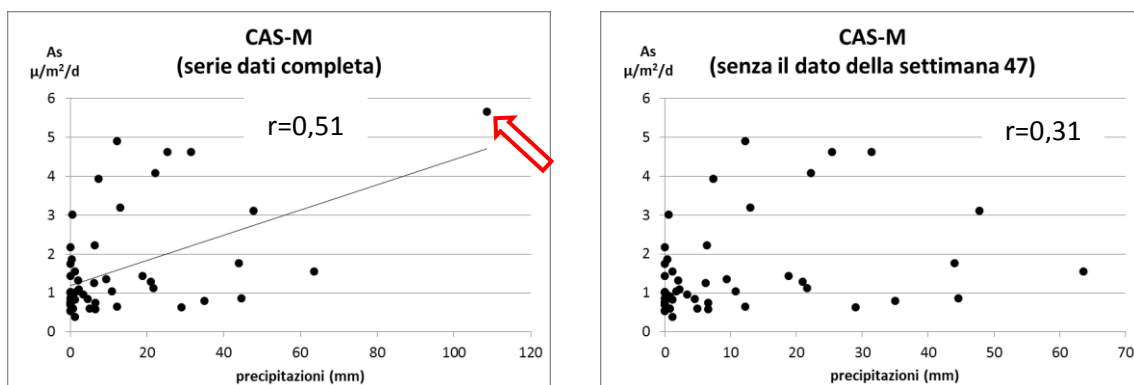 CAS-M
(serie dati completa)
As
µ/m²/d
r=0,51
6
5
4
3
2
1
0
0 20 40 60 80 100 120
precipitazioni (mm)
CAS-M
(senza il dato della settimana 47)
As
µ/m²/d
r=0,31
6
5
4
3
2
1
0
0 10 20 30 40 50 60 70
precipitazioni (mm)